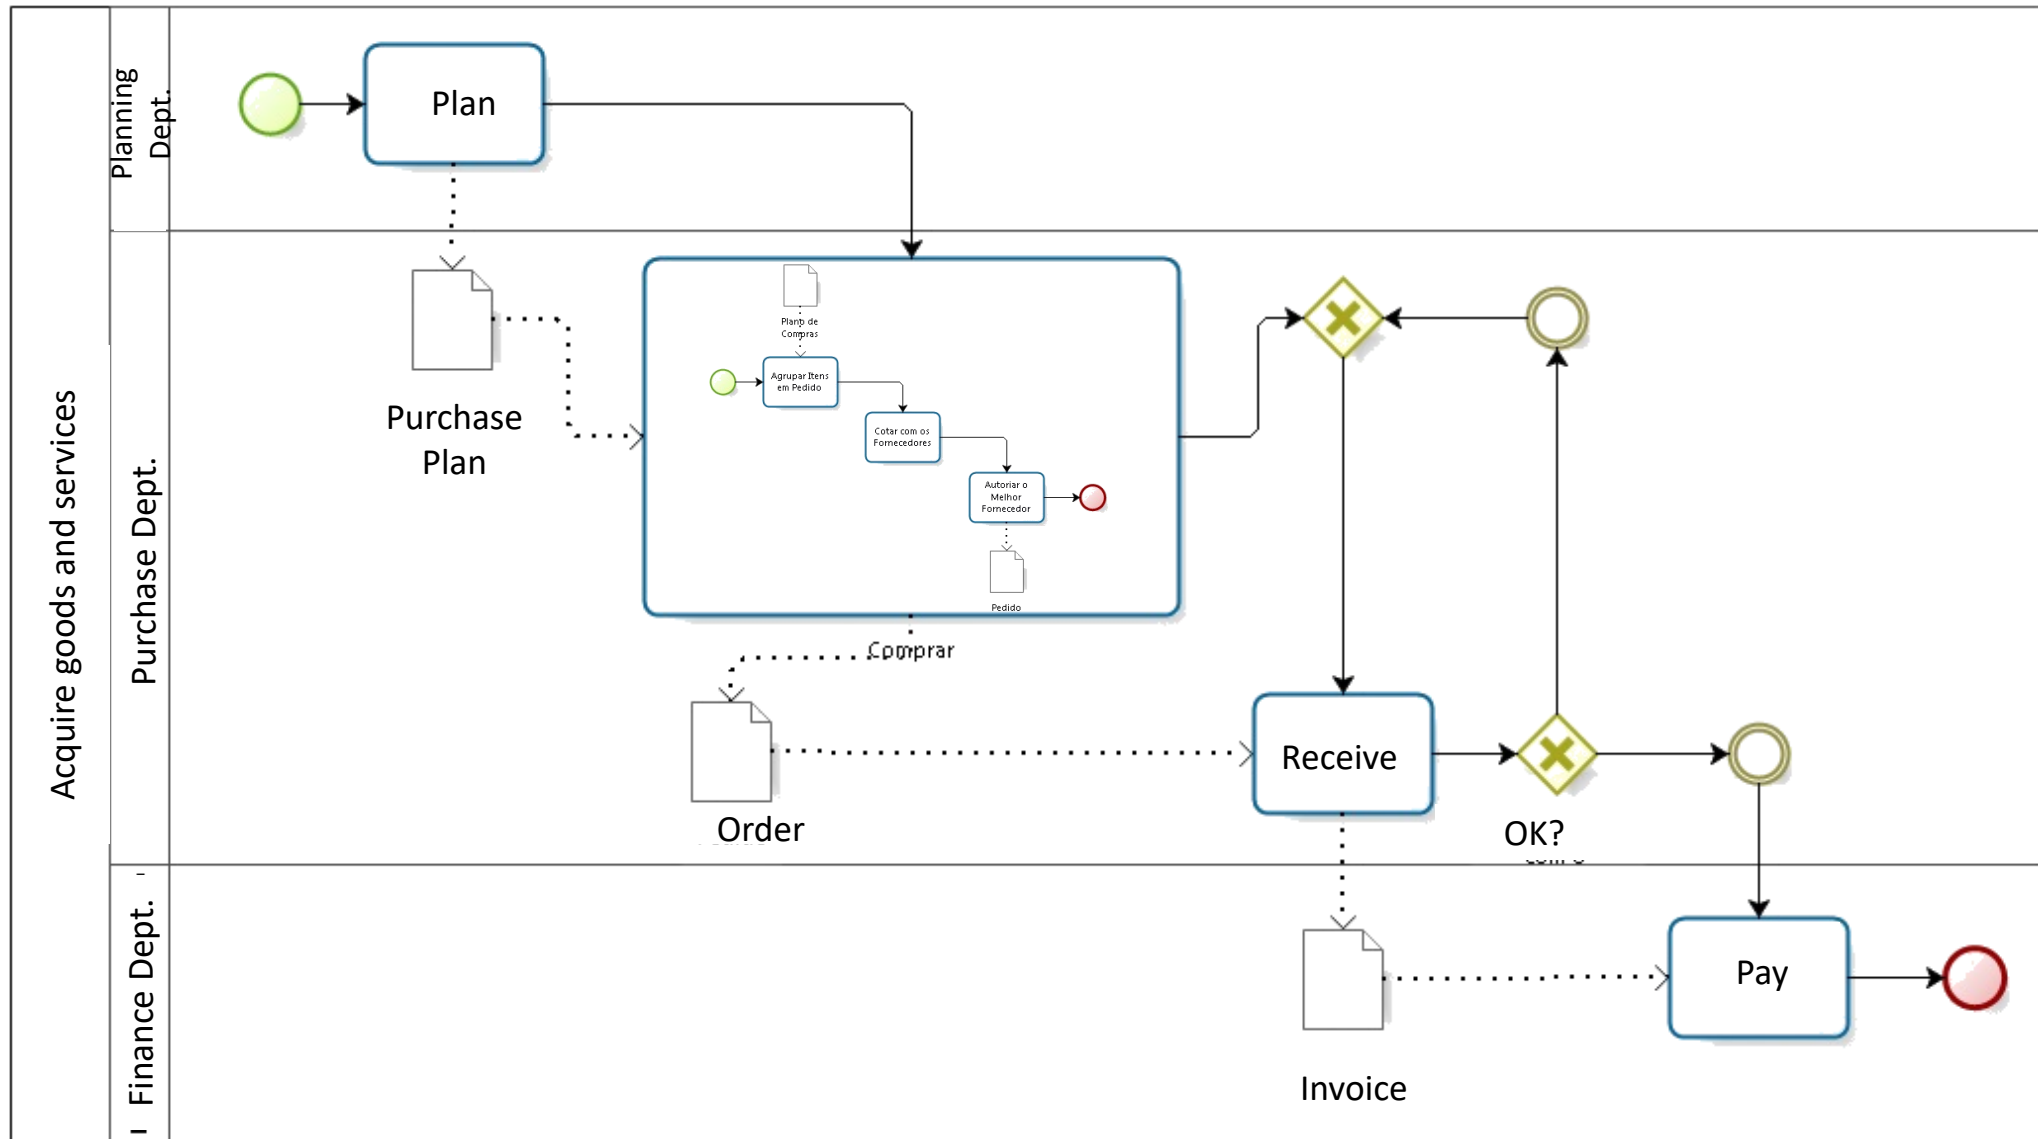 Acquire goods and services
Planning
Dept.
Plan
Purchase Dept.
Purchase
Plan
Plano de
Compras
Agrupar Itens
em Pedido
Cotar com os
Fornecedores
Autoriar o
Melhor
Fornecedor
Pedido
Comprar
Order
Receive
OK?
Finance Dept.
Invoice
Pay